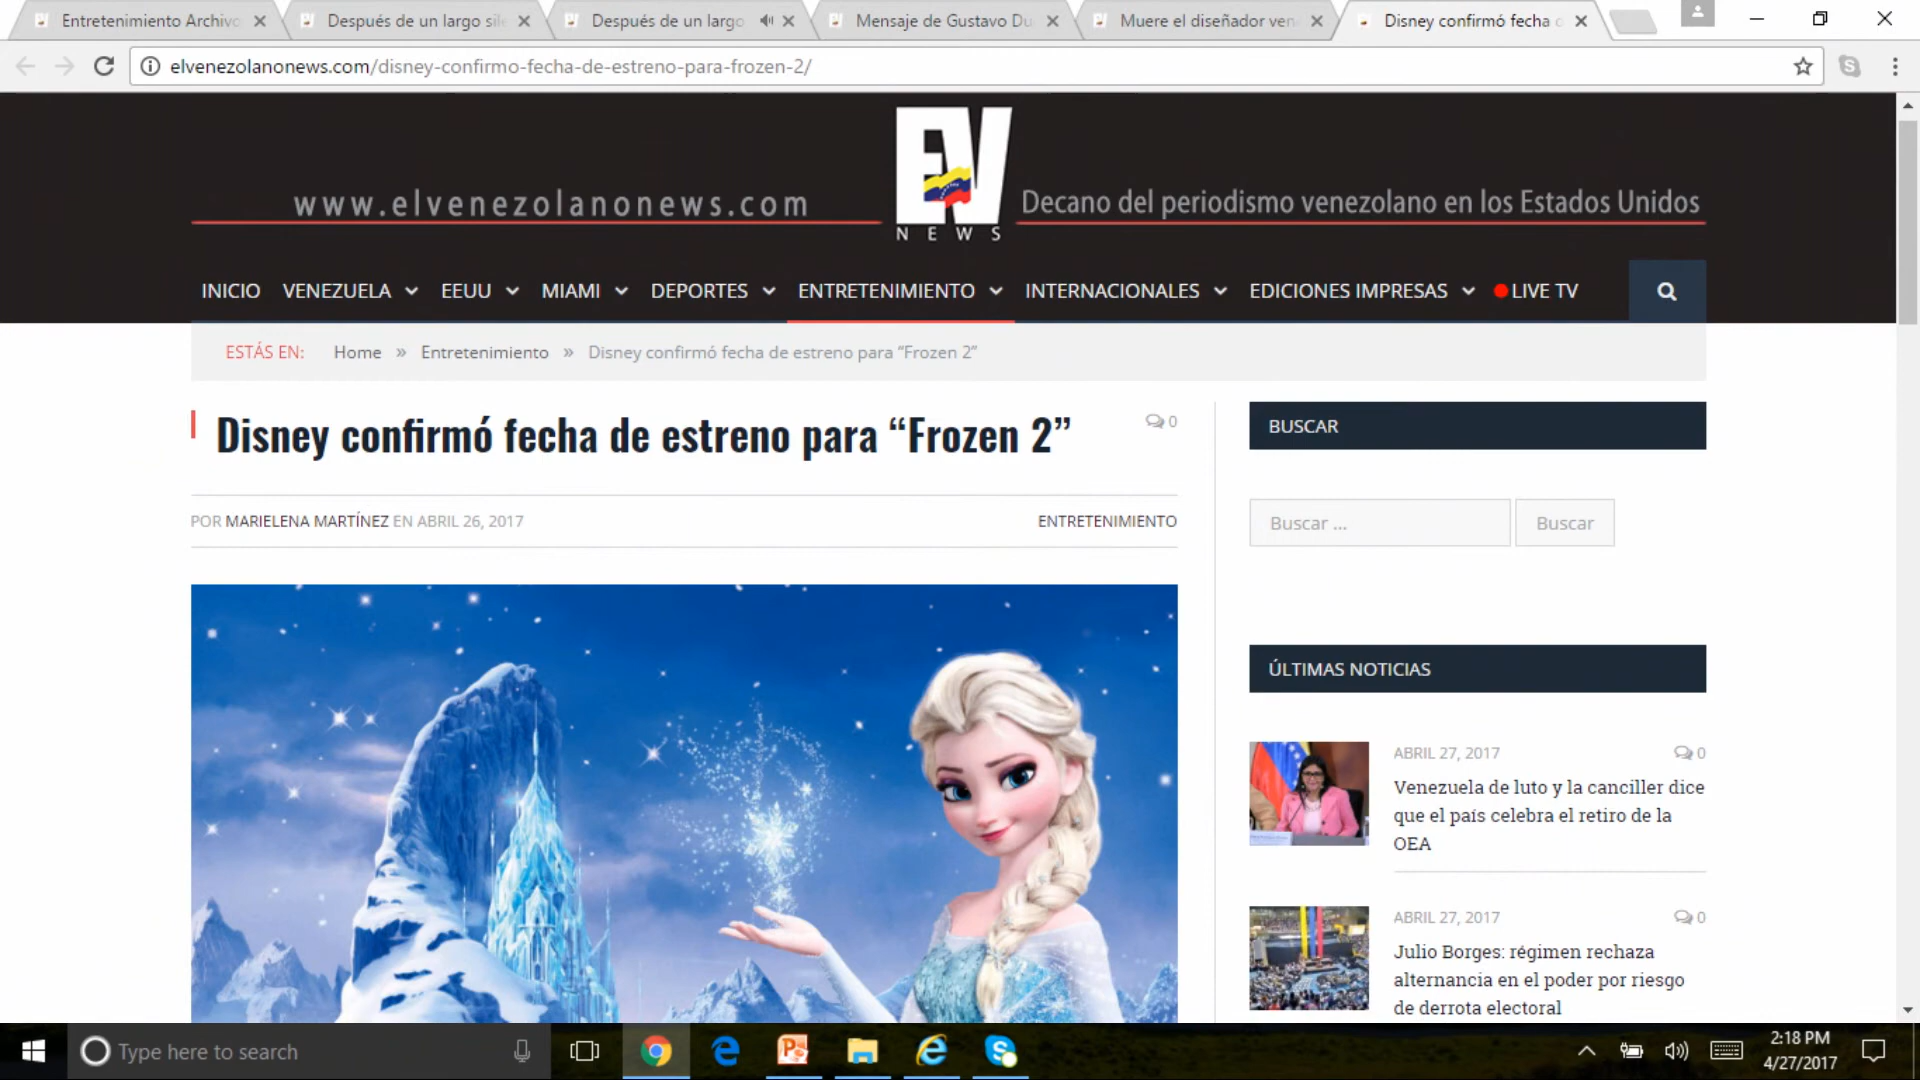 Entretenimiento Archivo
Después de un largo sile
Después de un largo
Mensaje de Gustavo Du
Muere el diseñador ven
Disney confirmó fecha d
elvenezolanonews.com/disney-confirmo-fecha-de-estreno-para-frozen-2/
www.elvenezolanonews.com
EV
NEWS
Decano del periodismo venezolano en los Estados Unidos
INICIO VENEZUELA EEUU MIAMI DEPORTES ENTRETENIMIENTO INTERNACIONALES EDICIONES IMPRESAS LIVE TV
ESTÁS EN: Home » Entretenimiento » Disney confirmó fecha de estreno para “Frozen 2”
Disney confirmó fecha de estreno para “Frozen 2”
0
POR MARIELENA MARTÍNEZ EN ABRIL 26, 2017
ENTRETENIMIENTO
BUSCAR
Buscar ...
Buscar
ÚLTIMAS NOTICIAS
ABRIL 27, 2017 0
Venezuela de luto y la canciller dice
que el país celebra el retiro de la
OEA
ABRIL 27, 2017 0
Julio Borges: régimen rechaza
alternancia en el poder por riesgo
de derrota electoral
Type here to search
2:18 PM
4/27/2017